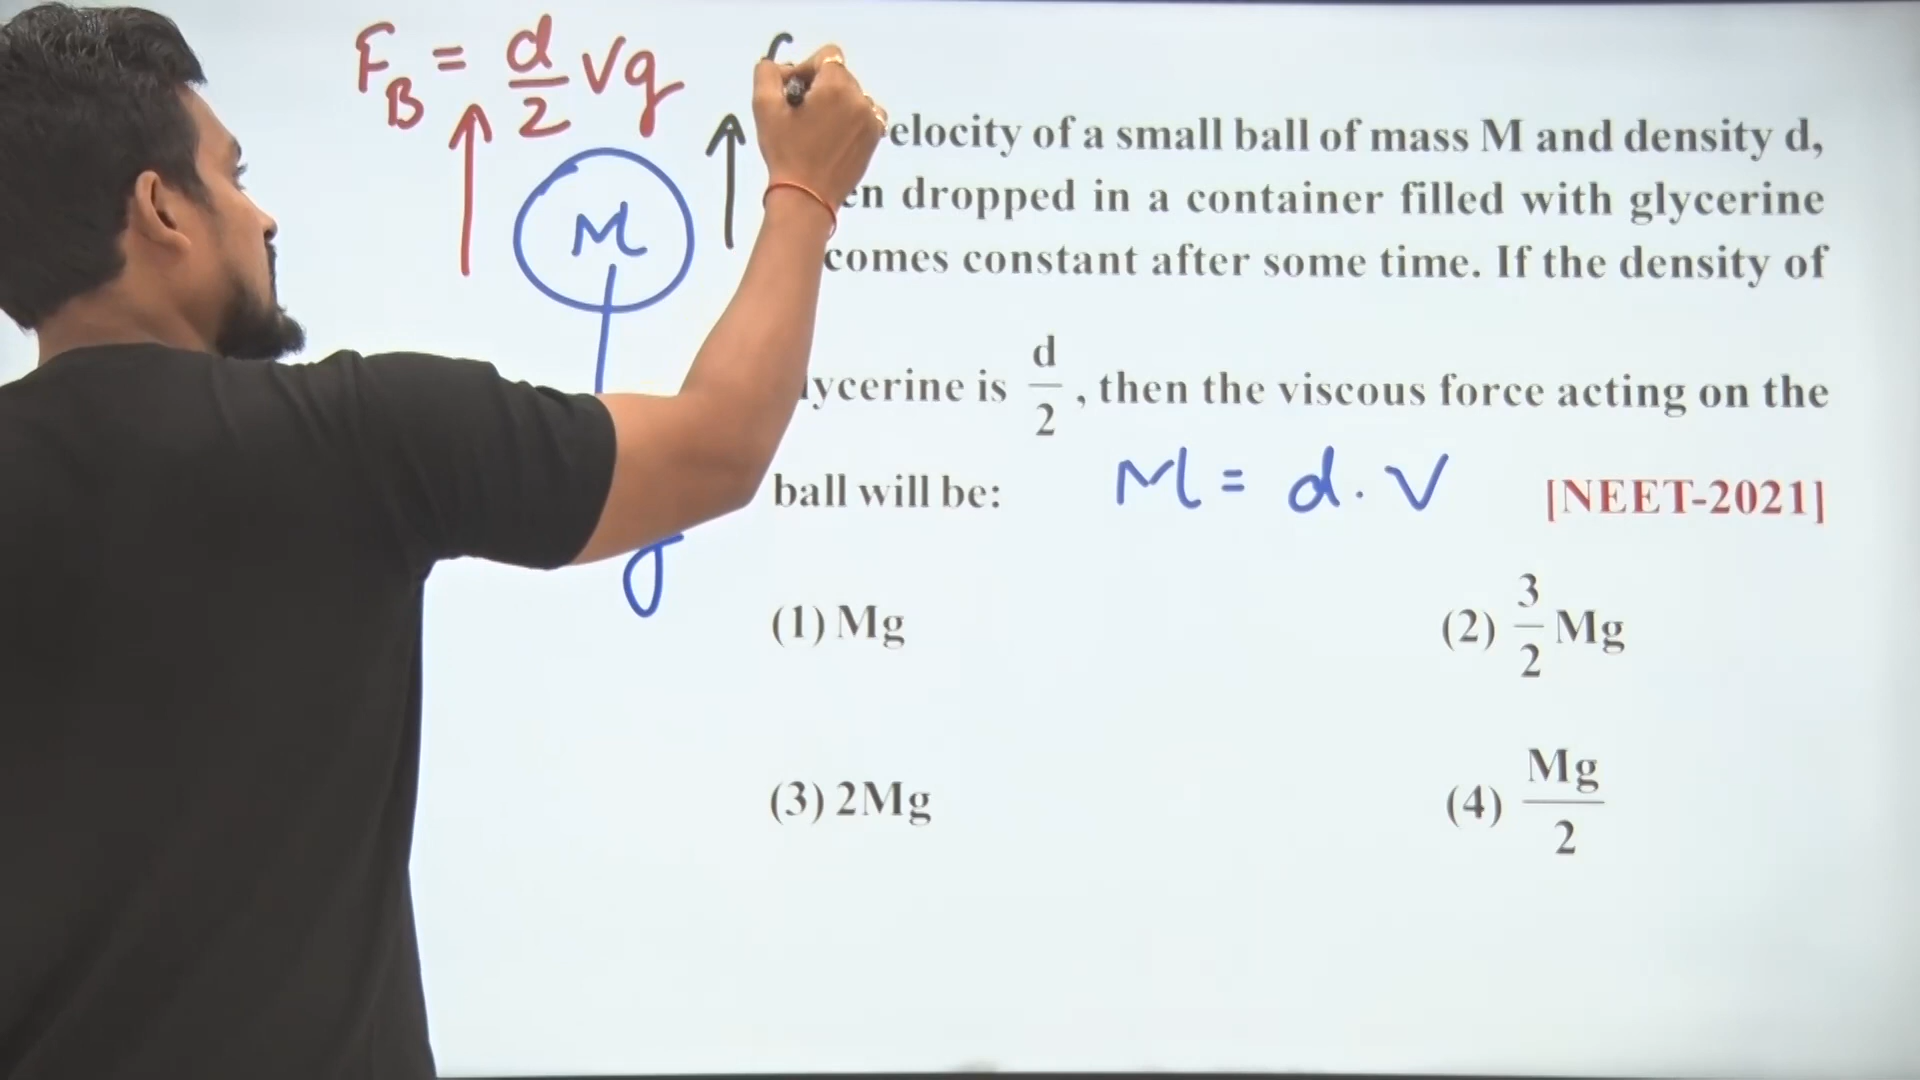 F_B = d/2 Vg
elocity of a small ball of mass M and density d,
M
en dropped in a container filled with glycerine
comes constant after some time. If the density of
lycerine is d/2, then the viscous force acting on the
ball will be: M = d. V [NEET-2021]
g
(1) Mg (2) 3/2 Mg
(3) 2Mg (4) Mg/2